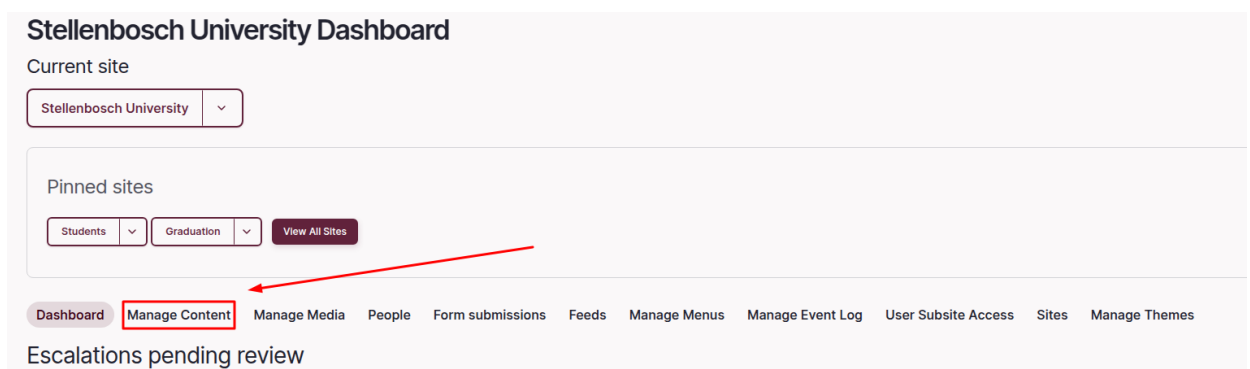 Stellenbosch University Dashboard
Current site
Stellenbosch University
Pinned sites
Students Graduation View All Sites
Dashboard Manage Content Manage Media People Form submissions Feeds Manage Menus Manage Event Log User Subsite Access Sites Manage Themes
Escalations pending review